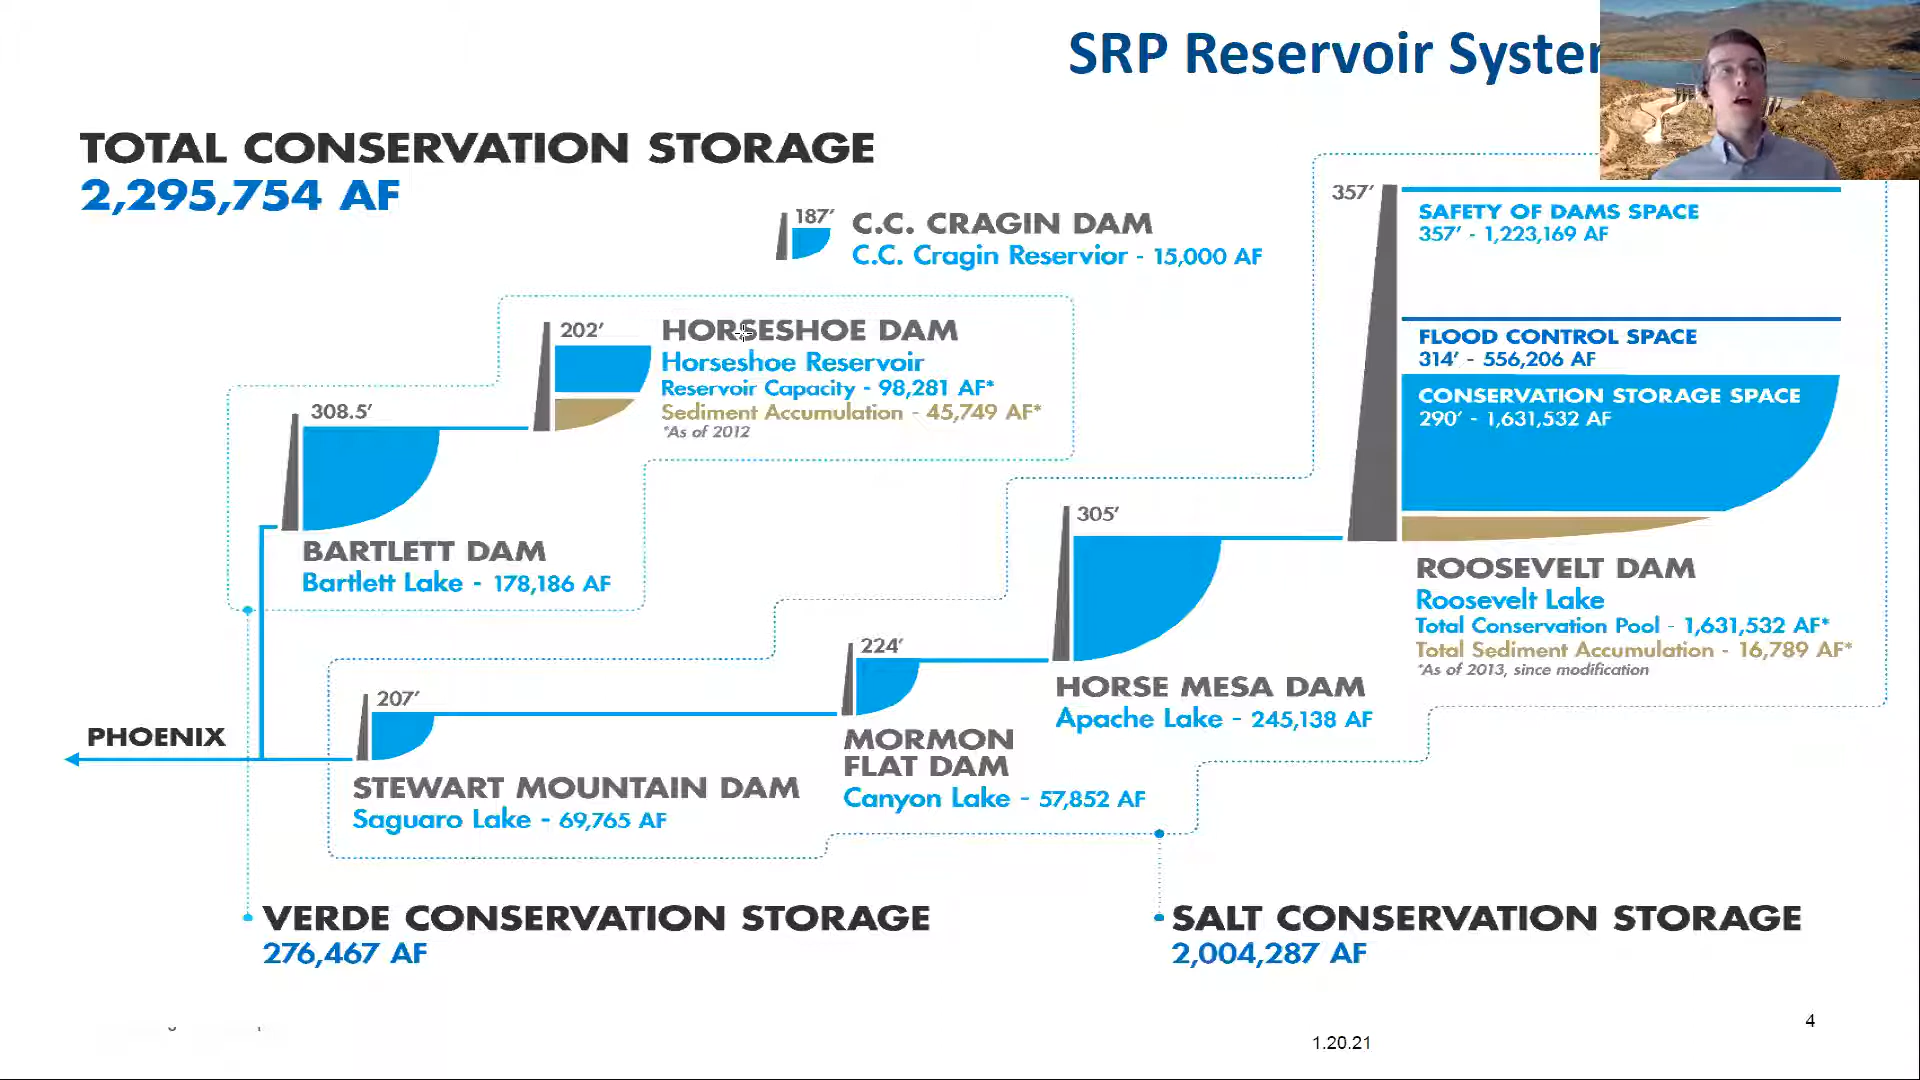 SRP Reservoir System
TOTAL CONSERVATION STORAGE
2,295,754 AF
187’
C.C. CRAGIN DAM
C.C. Cragin Reservior - 15,000 AF
357’
SAFETY OF DAMS SPACE
357’ - 1,223,169 AF
FLOOD CONTROL SPACE
314’ - 556,206 AF
CONSERVATION STORAGE SPACE
290’ - 1,631,532 AF
202’
HORSESHOE DAM
Horseshoe Reservoir
Reservoir Capacity - 98,281 AF*
Sediment Accumulation - 45,749 AF*
*As of 2012
308.5’
BARTLETT DAM
Bartlett Lake - 178,186 AF
305’
ROOSEVELT DAM
Roosevelt Lake
Total Conservation Pool - 1,631,532 AF*
Total Sediment Accumulation - 16,789 AF*
*As of 2013, since modification
HORSE MESA DAM
Apache Lake - 245,138 AF
224’
MORMON
FLAT DAM
Canyon Lake - 57,852 AF
207’
PHOENIX
STEWART MOUNTAIN DAM
Saguaro Lake - 69,765 AF
VERDE CONSERVATION STORAGE
276,467 AF
SALT CONSERVATION STORAGE
2,004,287 AF
4
1.20.21